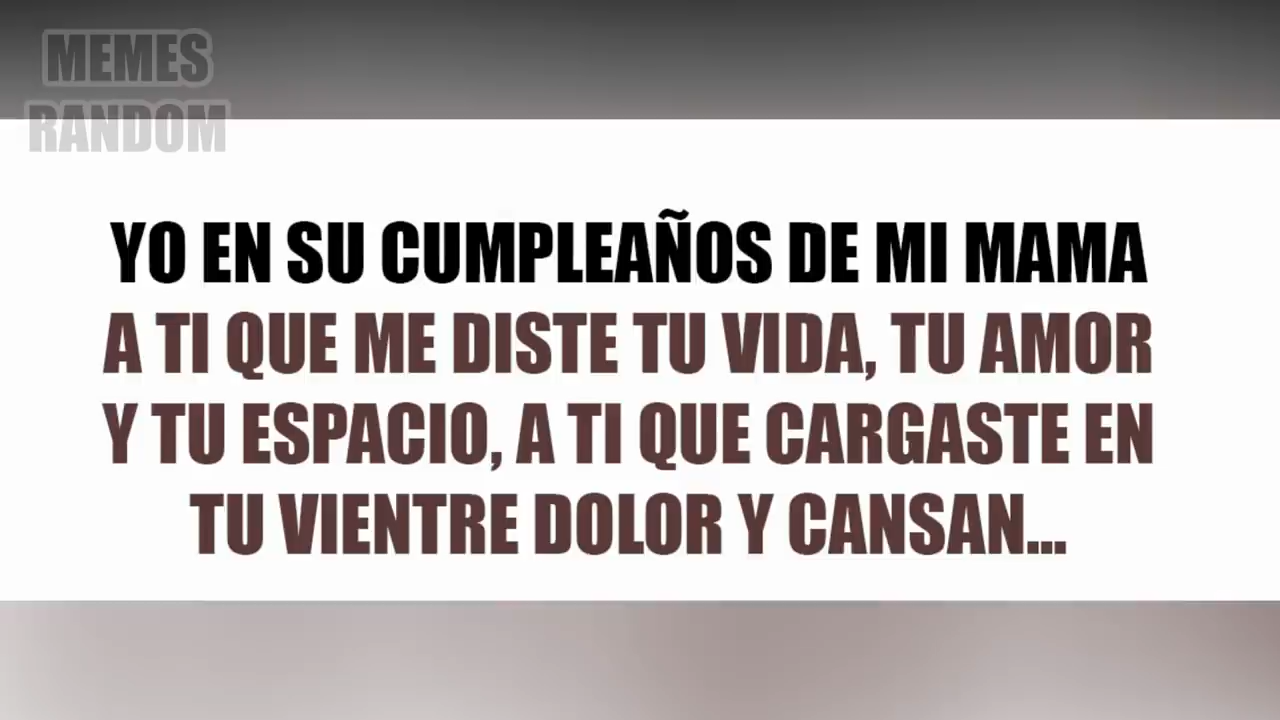 MEMES
RANDOM
YO EN SU CUMPLEAÑOS DE MI MAMA
A TI QUE ME DISTE TU VIDA, TU AMOR
Y TU ESPACIO, A TI QUE CARGASTE EN
TU VIENTRE DOLOR Y CANSAN...